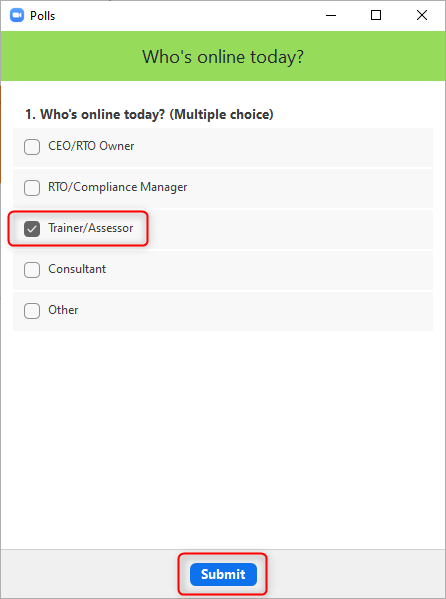 Polls
Who's online today?
1. Who's online today? (Multiple choice)
CEO/RTO Owner
RTO/Compliance Manager
Trainer/Assessor
Consultant
Other
Submit